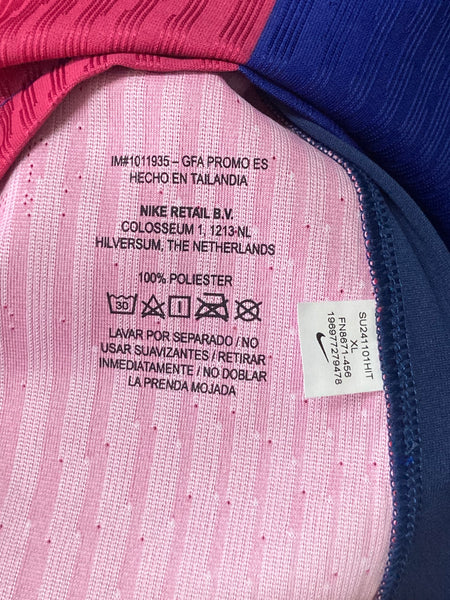 IM#1011935 – GFA PROMO ES
HECHO EN TAILANDIA
NIKE RETAIL B.V.
COLOSSEUM 1, 1213-NL
HILVERSUM, THE NETHERLANDS
100% POLIESTER
30
LAVAR POR SEPARADO / NO
USAR SUAVIZANTES / RETIRAR
INMEDIATAMENTE / NO DOBLAR
LA PRENDA MOJADA
SU241101HIT
XL
FN8671-456
196977279478